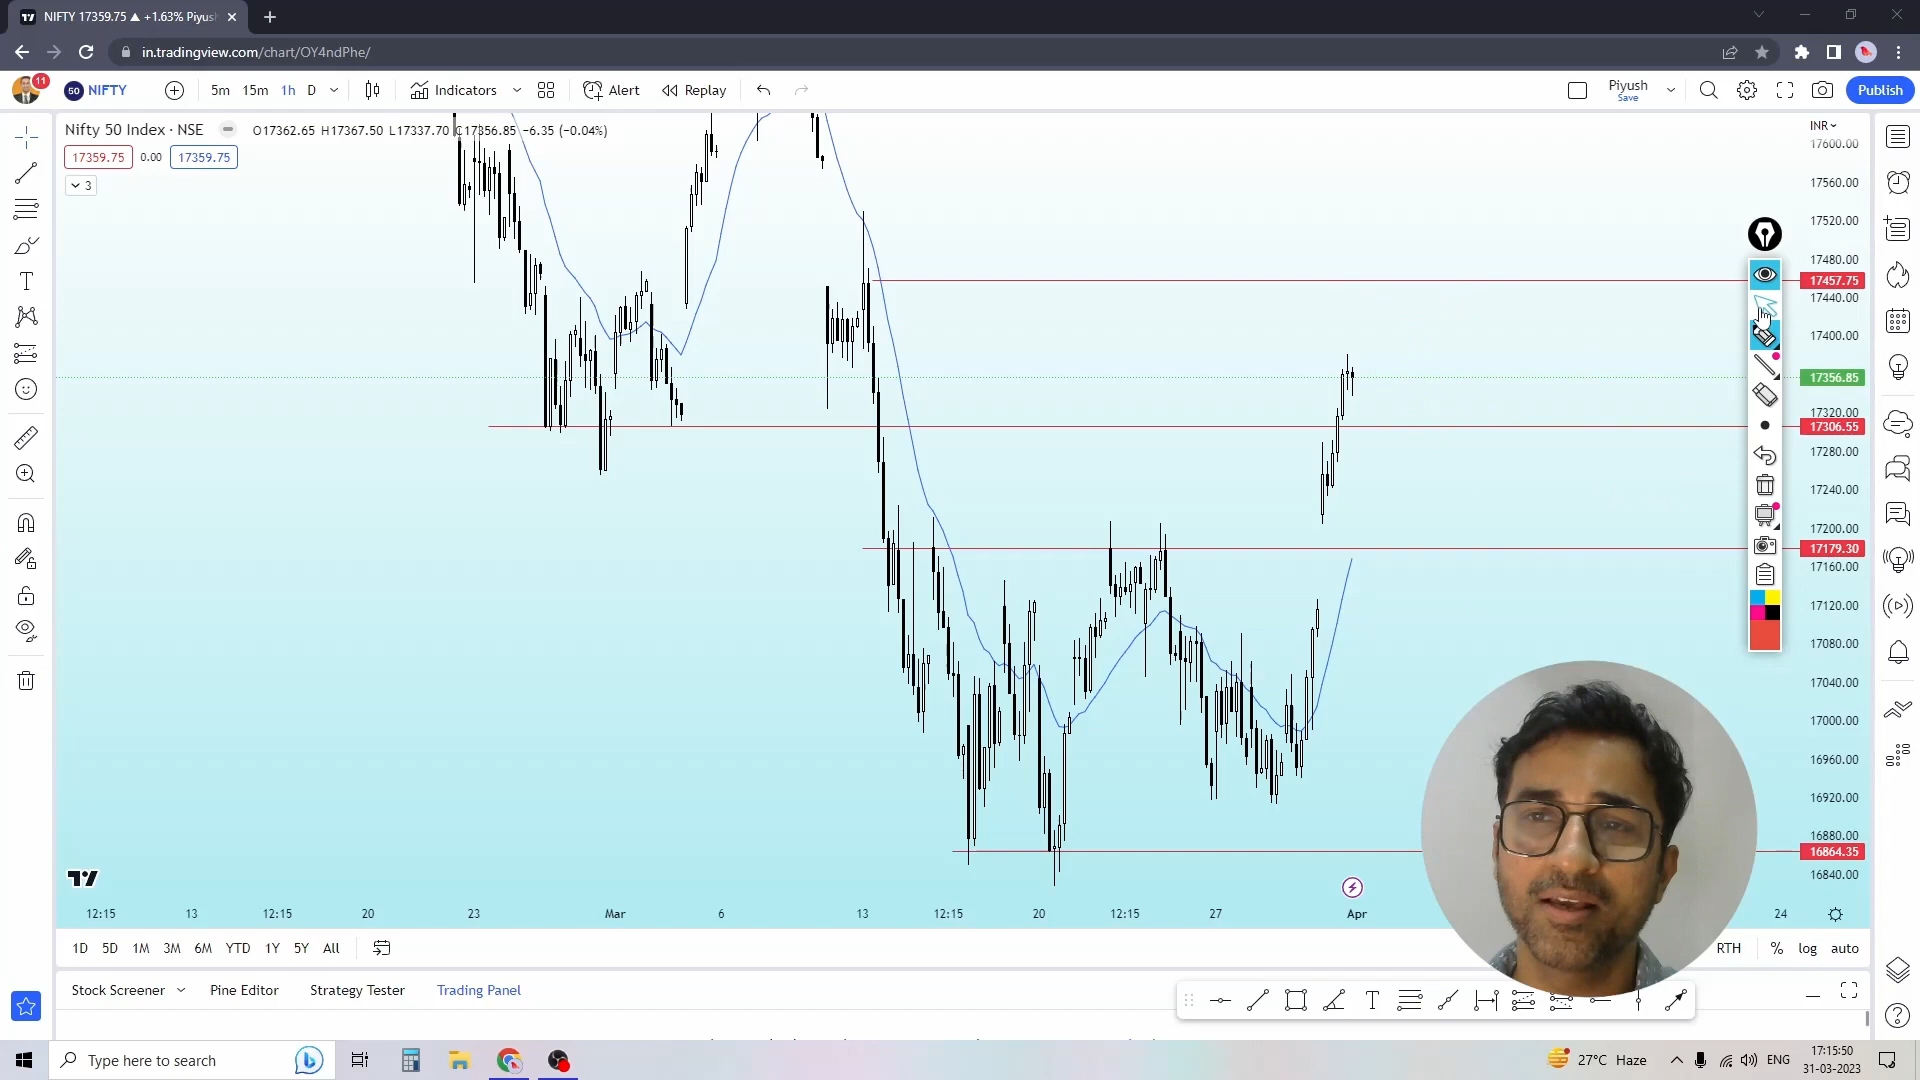 NIFTY 17359.75 ▲ +1.63% Piyus
in.tradingview.com/chart/OY4ndPhe/
11
50 NIFTY 5m 15m 1h D Indicators Alert Replay Piyush Save Publish
Nifty 50 Index · NSE O17362.65 H17367.50 L17337.70 C17356.85 −6.35 (−0.04%)
17359.75 0.00 17359.75
3
INR
17600.00
17560.00
17520.00
17480.00
17457.75
17440.00
17400.00
17356.85
17320.00
17306.55
17280.00
17240.00
17200.00
17179.30
17160.00
17120.00
17080.00
17040.00
17000.00
16960.00
16920.00
16880.00
16864.35
16840.00
12:15 13 12:15 20 23 Mar 6 13 12:15 20 12:15 27 Apr 24
1D 5D 1M 3M 6M YTD 1Y 5Y All RTH % log auto
Stock Screener Pine Editor Strategy Tester Trading Panel
Type here to search 27°C Haze ENG 17:15:50
31-03-2023